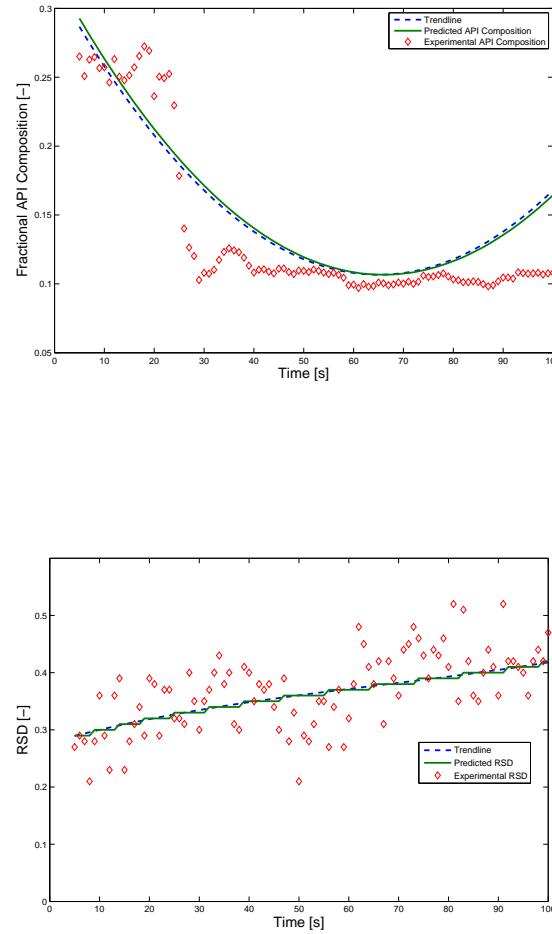 0.3
0.25
0.2
0.15
0.1
0.05
Fractional API Composition [−]
Trendline
Predicted API Composition
Experimental API Composition
0 10 20 30 40 50 60 70 80 90 100
Time [s]
0.5
0.4
0.3
0.2
0.1
0
RSD [−]
Trendline
Predicted RSD
Experimental RSD
0 10 20 30 40 50 60 70 80 90 100
Time [s]